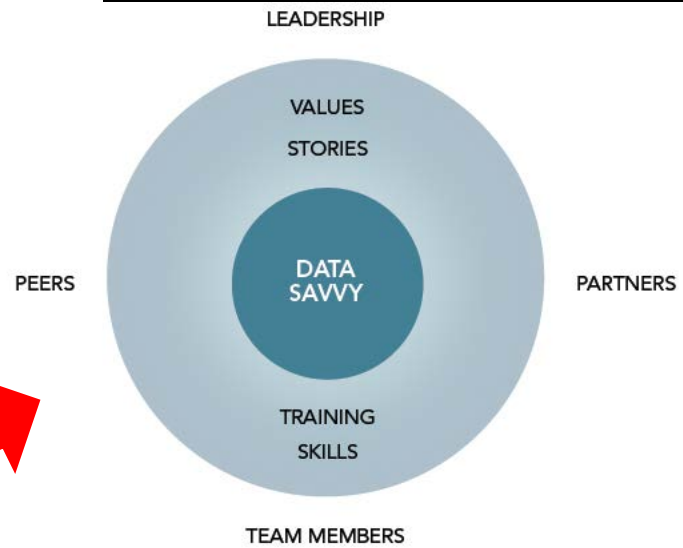 LEADERSHIP
VALUES
STORIES
DATA
SAVVY
PEERS
PARTNERS
TRAINING
SKILLS
TEAM MEMBERS